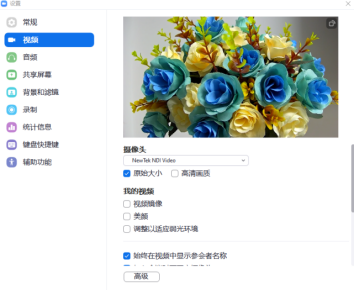 设置
常规
视频
音频
共享屏幕
背景和滤镜
录制
统计信息
键盘快捷键
辅助功能
摄像头
NewTek NDI Video
原始大小
高清画质
我的视频
视频镜像
美颜
调整以适应弱光环境
始终在视频中显示参会者名称
高级